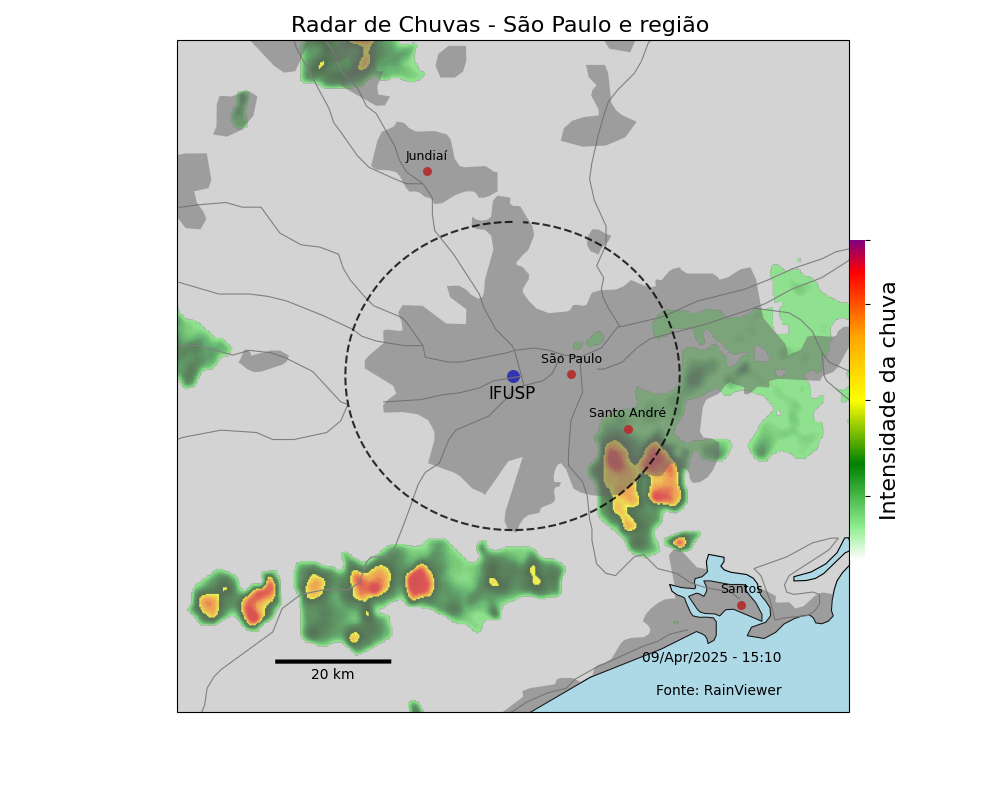 Radar de Chuvas - São Paulo e região
Jundiaí
São Paulo
IFUSP
Santo André
Santos
20 km
09/Apr/2025 - 15:10
Fonte: RainViewer
Intensidade da chuva